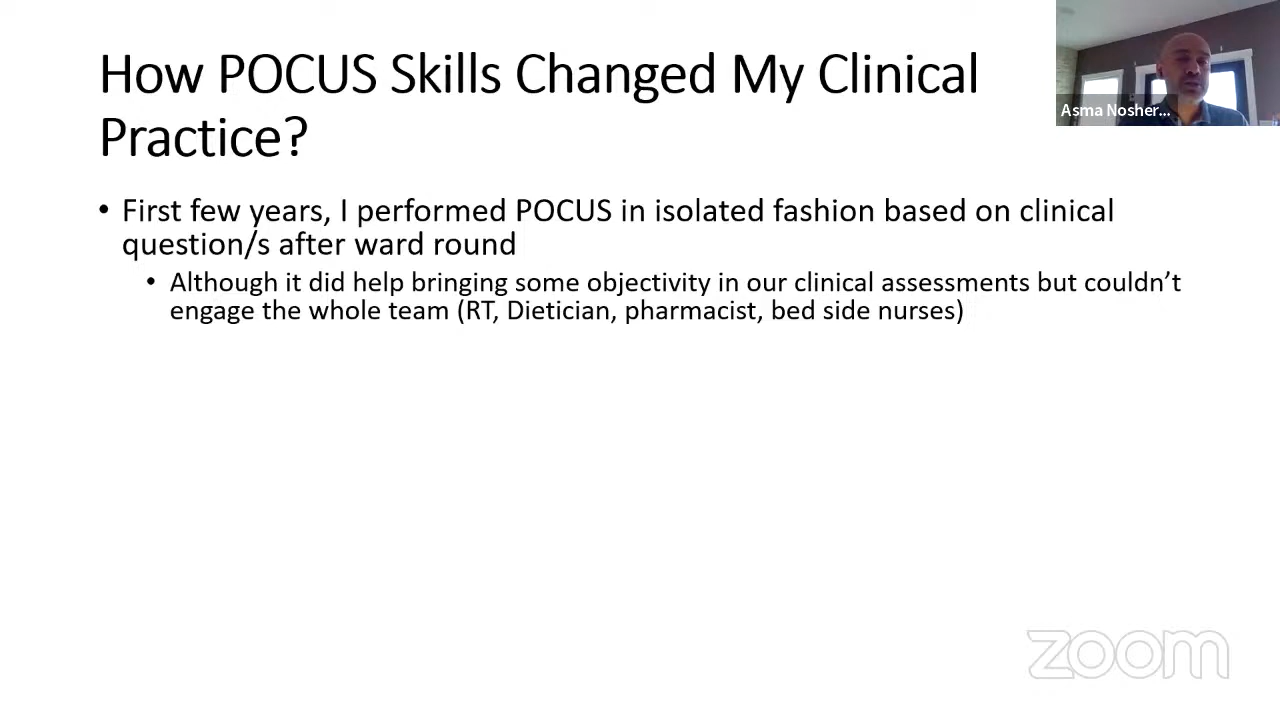 How POCUS Skills Changed My Clinical
Practice?
Asma Nosher...
• First few years, I performed POCUS in isolated fashion based on clinical
question/s after ward round
• Although it did help bringing some objectivity in our clinical assessments but couldn’t
engage the whole team (RT, Dietician, pharmacist, bed side nurses)
zoom